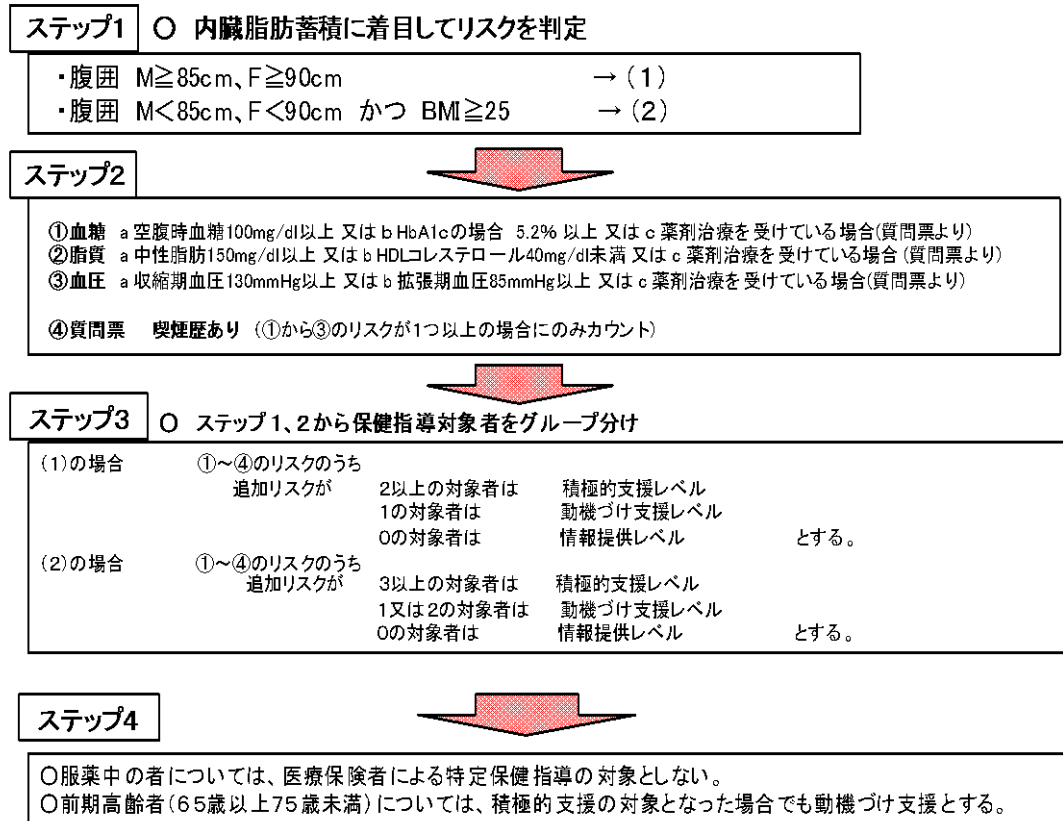 ステップ1 ○ 内臓脂肪蓄積に着目してリスクを判定
・腹囲 M≧85cm、F≧90cm → (1)
・腹囲 M<85cm、F<90cm かつ BMI≧25 → (2)
ステップ2
①血糖 a 空腹時血糖100mg/dl以上 又は b HbA1cの場合 5.2% 以上 又は c 薬剤治療を受けている場合(質問票より)
②脂質 a 中性脂肪150mg/dl以上 又は b HDLコレステロール40mg/dl未満 又は c 薬剤治療を受けている場合 (質問票より)
③血圧 a 収縮期血圧130mmHg以上 又は b 拡張期血圧85mmHg以上 又は c 薬剤治療を受けている場合(質問票より)
④質問票 喫煙歴あり (①から③のリスクが1つ以上の場合にのみカウント)
ステップ3 ○ ステップ1、2から保健指導対象者をグループ分け
(1)の場合 ①~④のリスクのうち
追加リスクが 2以上の対象者は 積極的支援レベル
1の対象者は 動機づけ支援レベル
0の対象者は 情報提供レベル とする。
(2)の場合 ①~④のリスクのうち
追加リスクが 3以上の対象者は 積極的支援レベル
1又は2の対象者は 動機づけ支援レベル
0の対象者は 情報提供レベル とする。
ステップ4
○服薬中の者については、医療保険者による特定保健指導の対象としない。
○前期高齢者(65歳以上75歳未満)については、積極的支援の対象となった場合でも動機づけ支援とする。